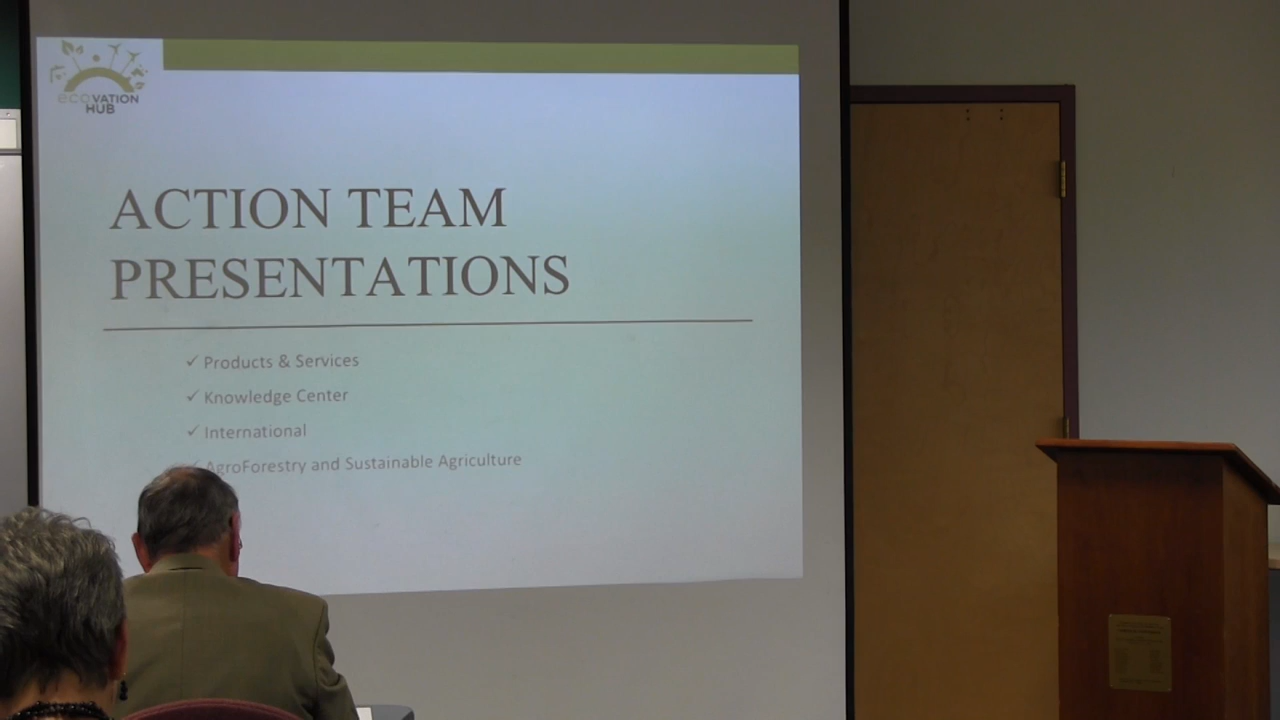 ecoVATION
HUB
ACTION TEAM
PRESENTATIONS
✓ Products & Services
✓ Knowledge Center
✓ International
✓ AgroForestry and Sustainable Agriculture